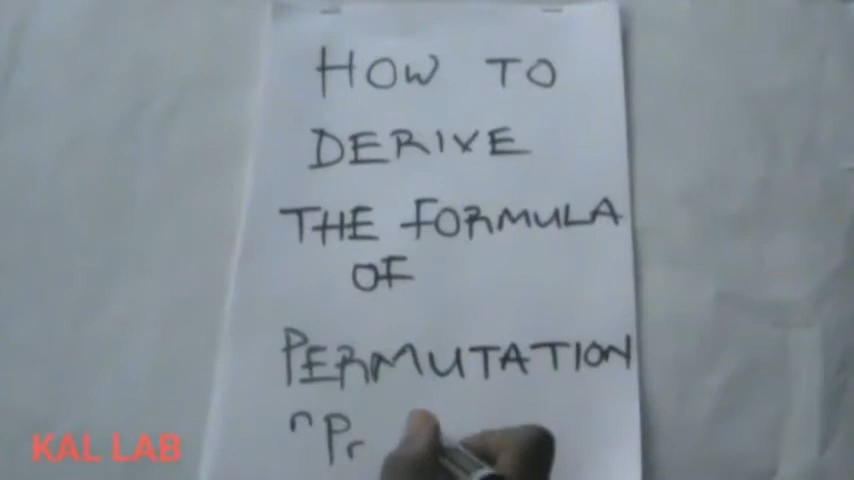 HOW TO
DERIVE
THE FORMULA
OF
PERMUTATION
ⁿPr
KAL LAB